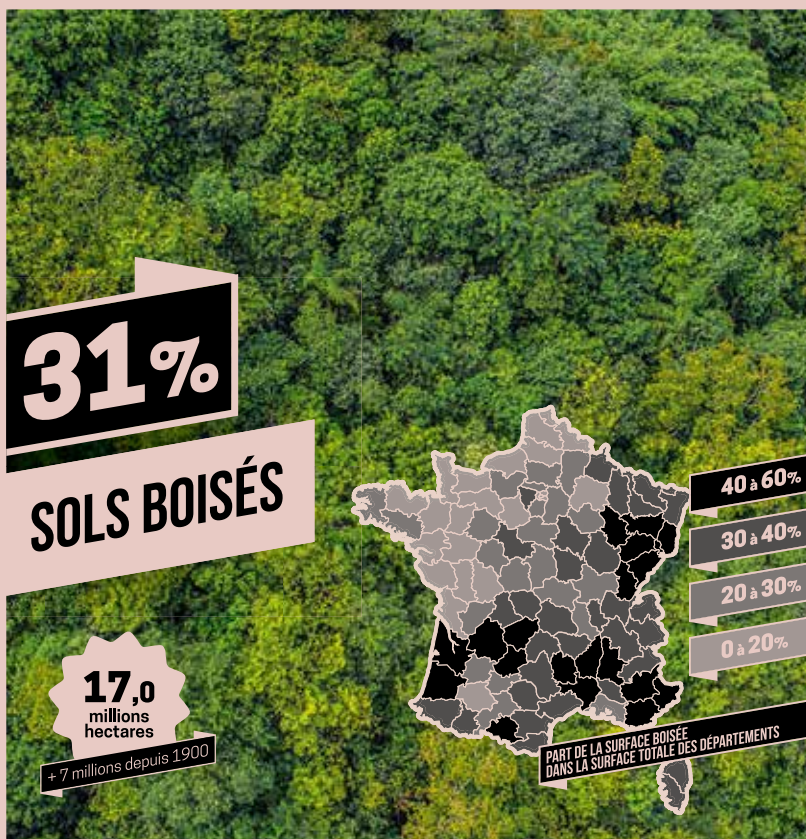 31%
SOLS BOISÉS
40 à 60%
30 à 40%
20 à 30%
0 à 20%
17,0
millions
hectares
+ 7 millions depuis 1900
PART DE LA SURFACE BOISÉE
DANS LA SURFACE TOTALE DES DÉPARTEMENTS